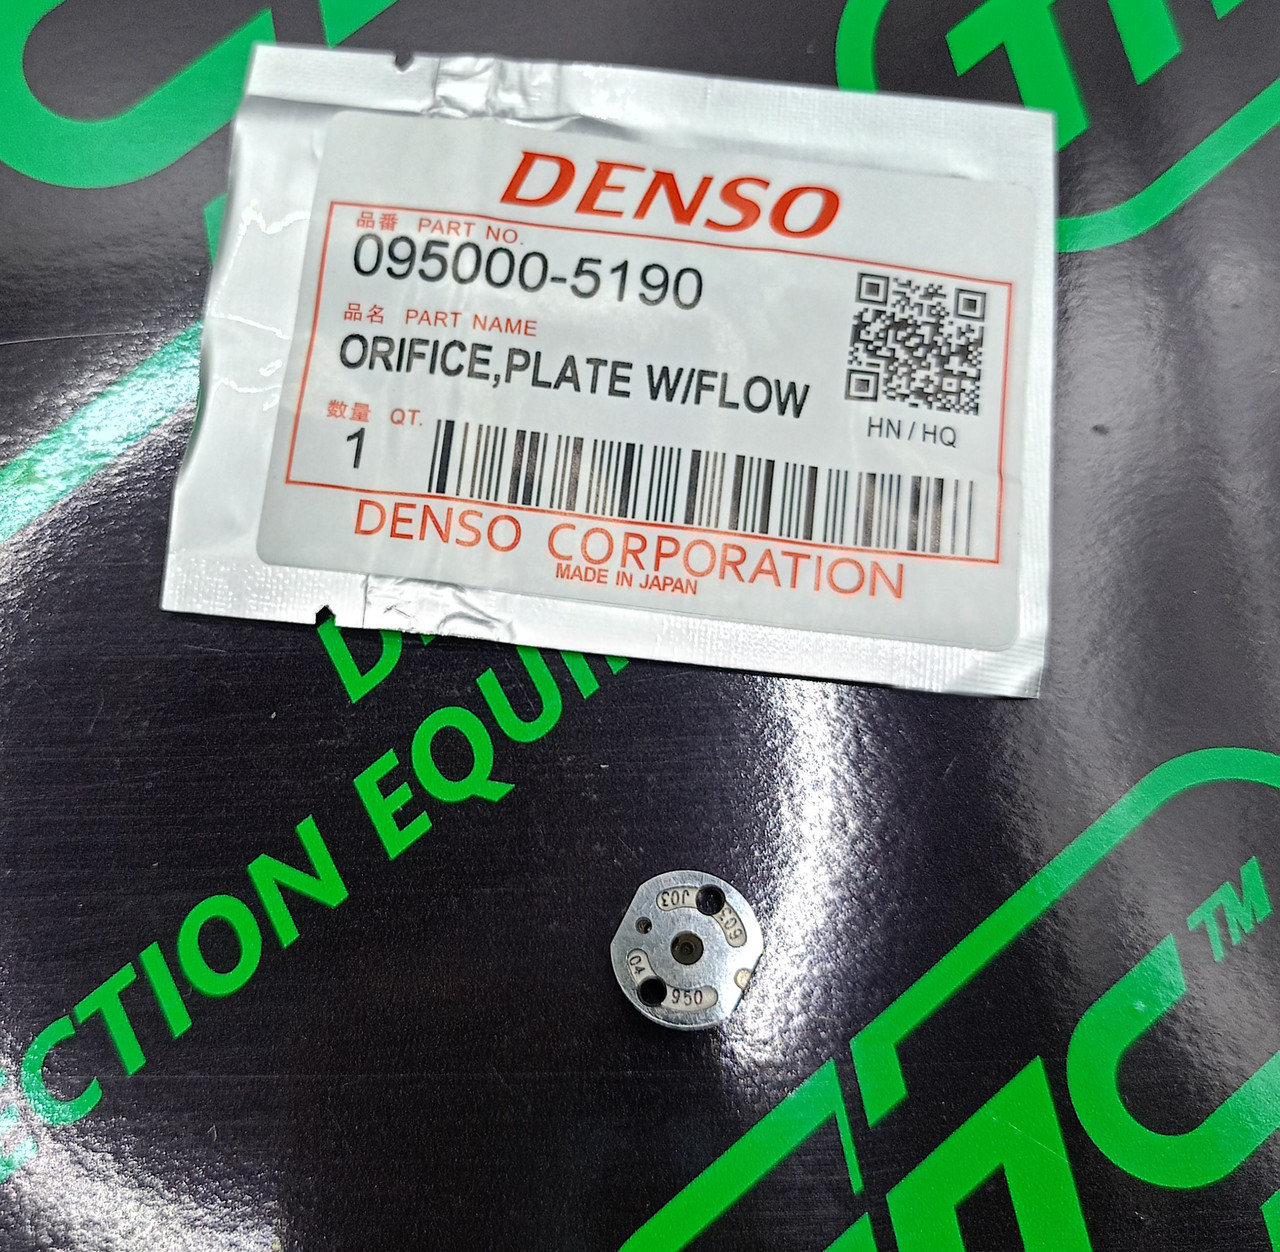 DENSO
品番 PART NO.
095000-5190
品名 PART NAME
ORIFICE,PLATE W/FLOW
HN/HQ
数量 QT.
1
DENSO CORPORATION
MADE IN JAPAN
EQUI
CTION
J03
603
04
950
TM